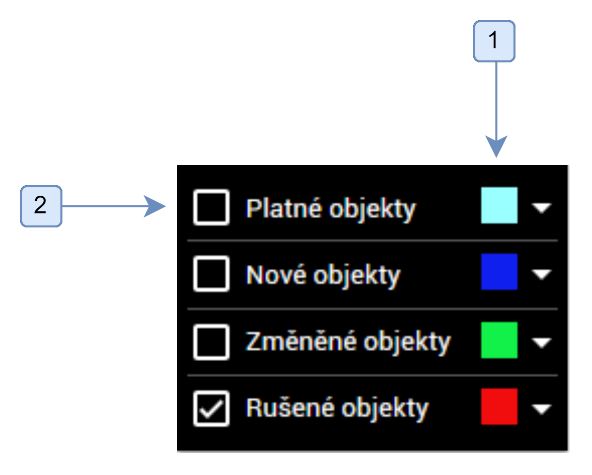 1
2
Platné objekty
Nové objekty
Změněné objekty
Rušené objekty